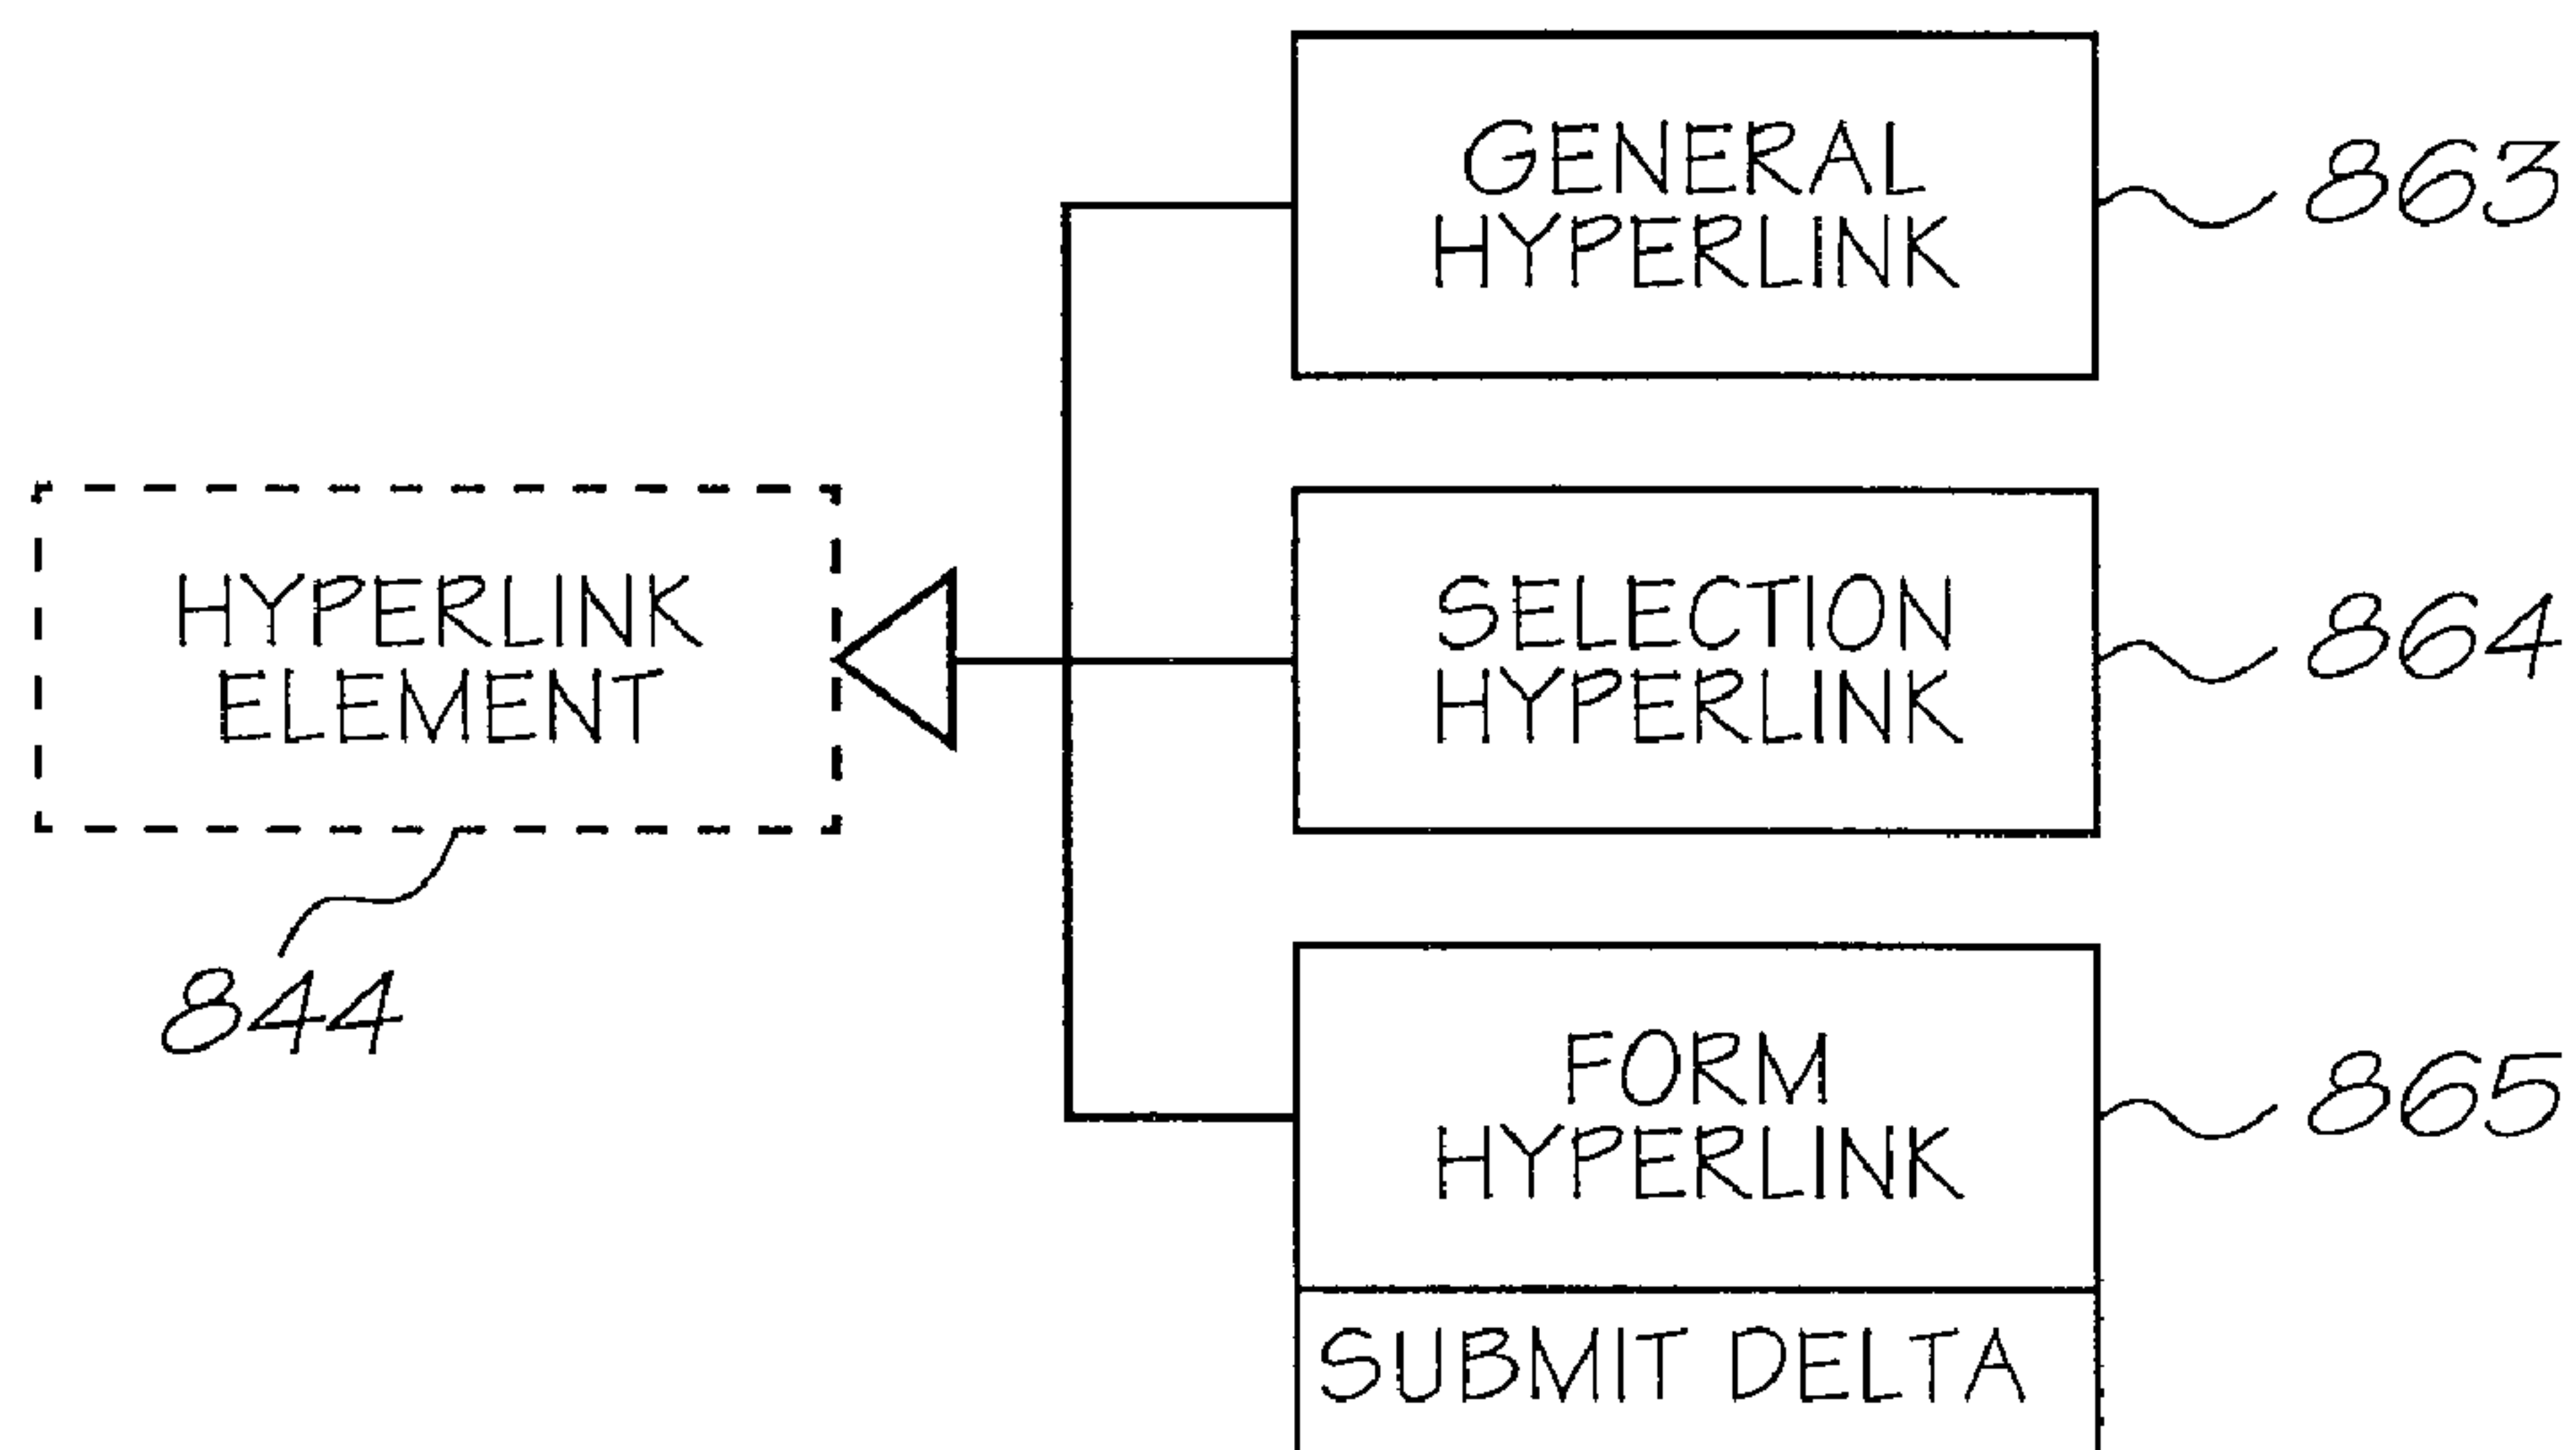 GENERAL
HYPERLINK
863
HYPERLINK
ELEMENT
844
SELECTION
HYPERLINK
864
FORM
HYPERLINK
865
SUBMIT DELTA